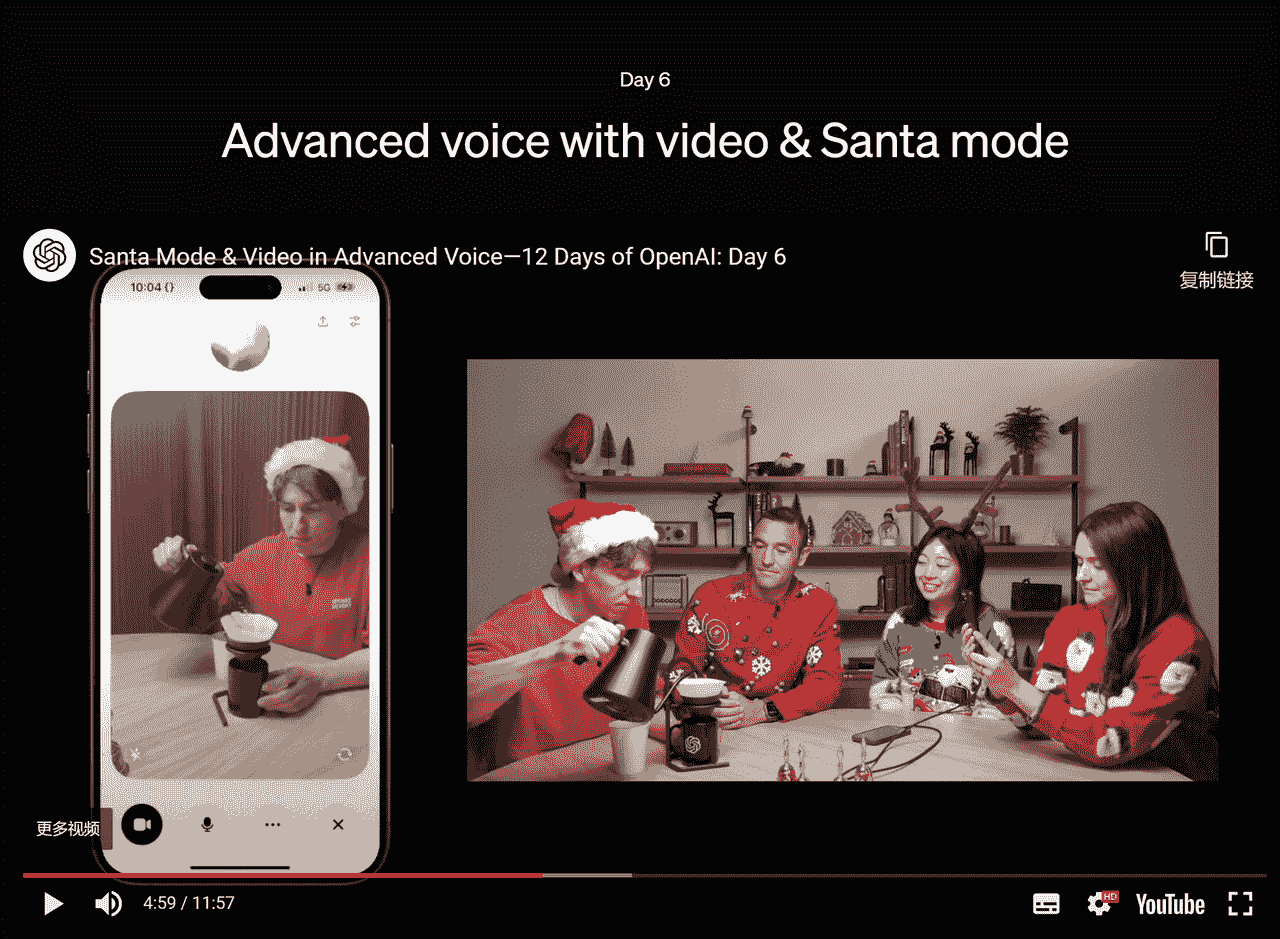 Day 6
Advanced voice with video & Santa mode
Santa Mode & Video in Advanced Voice—12 Days of OpenAI: Day 6
复制链接
10:04
5G
更多视频
4:59 / 11:57
HD
YouTube